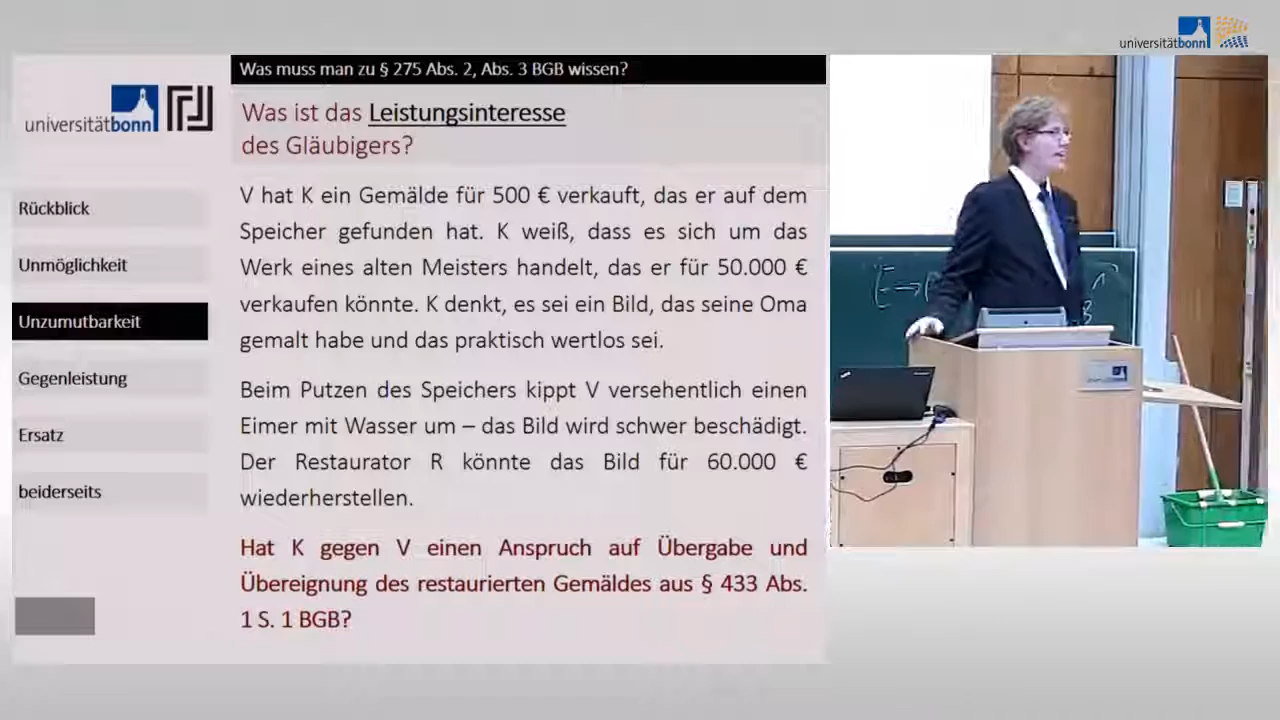 universitätbonn
Was muss man zu § 275 Abs. 2, Abs. 3 BGB wissen?
universitätbonn
Was ist das Leistungsinteresse
des Gläubigers?
Rückblick
Unmöglichkeit
Unzumutbarkeit
Gegenleistung
Ersatz
beiderseits
V hat K ein Gemälde für 500 € verkauft, das er auf dem
Speicher gefunden hat. K weiß, dass es sich um das
Werk eines alten Meisters handelt, das er für 50.000 €
verkaufen könnte. K denkt, es sei ein Bild, das seine Oma
gemalt habe und das praktisch wertlos sei.
Beim Putzen des Speichers kippt V versehentlich einen
Eimer mit Wasser um – das Bild wird schwer beschädigt.
Der Restaurator R könnte das Bild für 60.000 €
wiederherstellen.
Hat K gegen V einen Anspruch auf Übergabe und
Übereignung des restaurierten Gemäldes aus § 433 Abs.
1 S. 1 BGB?